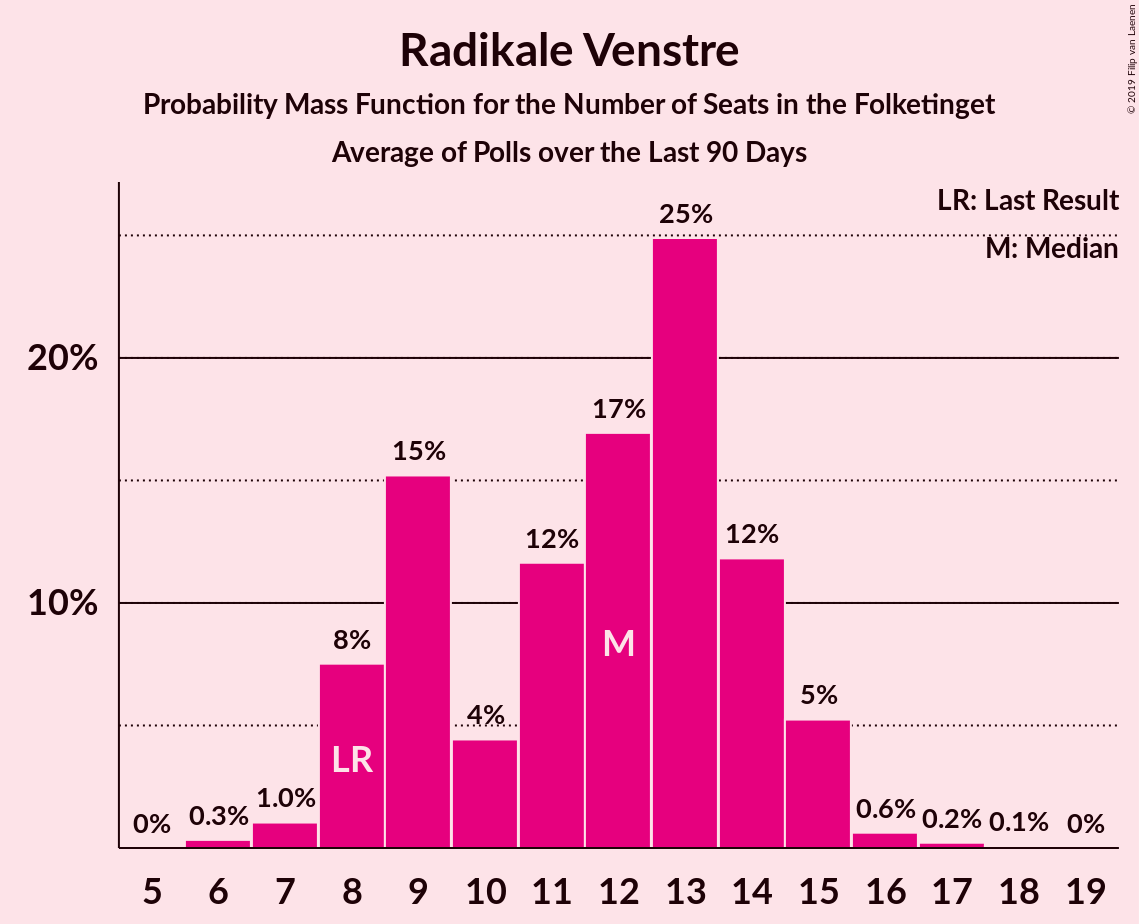 Radikale Venstre
Probability Mass Function for the Number of Seats in the Folketinget
Average of Polls over the Last 90 Days
© 2019 Filip van Laenen
LR: Last Result
M: Median
20%
10%
0%
0.3%
1.0%
8%
15%
4%
12%
17%
25%
12%
5%
0.6%
0.2%
0.1%
0%
LR
M
5 6 7 8 9 10 11 12 13 14 15 16 17 18 19